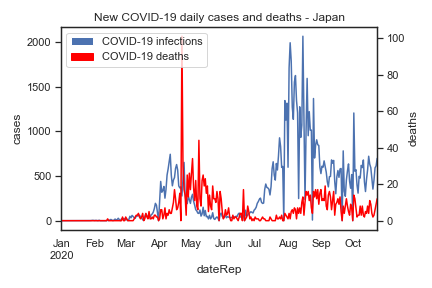 New COVID-19 daily cases and deaths - Japan
COVID-19 infections
COVID-19 deaths
2000
1500
1000
500
0
cases
100
80
60
40
20
0
deaths
Jan Feb Mar Apr May Jun Jul Aug Sep Oct
2020
dateRep